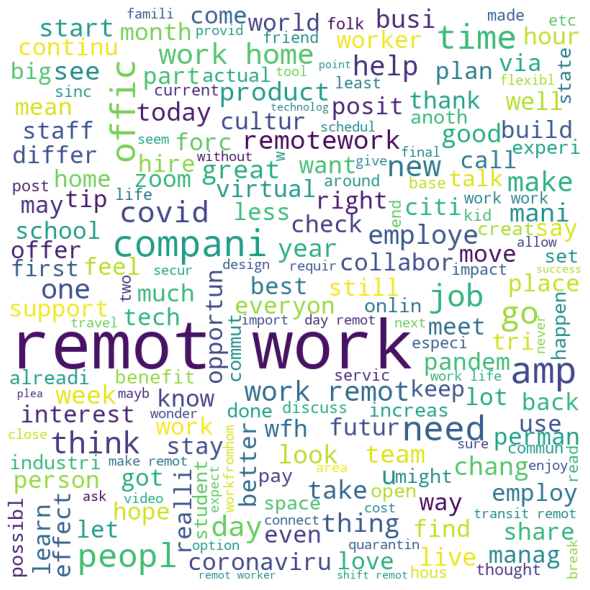 famili provid made folk etc
start month come world busi time
continu work home friend worker hour
big see part actual tool help plan via state
sinc offic product point least flexibl
mean current technolog posit thank well
staff today cultur schedul anoth
differ forc seem remotework good build
hire without w final experi
post home zoom great want give new call
life virtual around base talk make
may tip covid less right end work work
school check citi kid creat say mani
offer compani year employe allow
first feel secur design requir collabor move impact set
one two best still job place success
support much everyon onlin happen
travel tech opportun commut meet tri go
import day remot next never
remot work especi pandem amp
alreadi benefit servic work life
plea mayb know work remot keep lot back
week wonder done discuss increas use
interest work wfh futur need perman
close think stay better look team sure commun enjoy
industri make remot area chang read
person got realli student workfromhom pay u might
ask video expect space take open way employ
possibl learn effect hope connect cost transit remot
let day even thing find share
peopl option coronaviru quarantin live manag break
love hous thought
remot worker shift remot